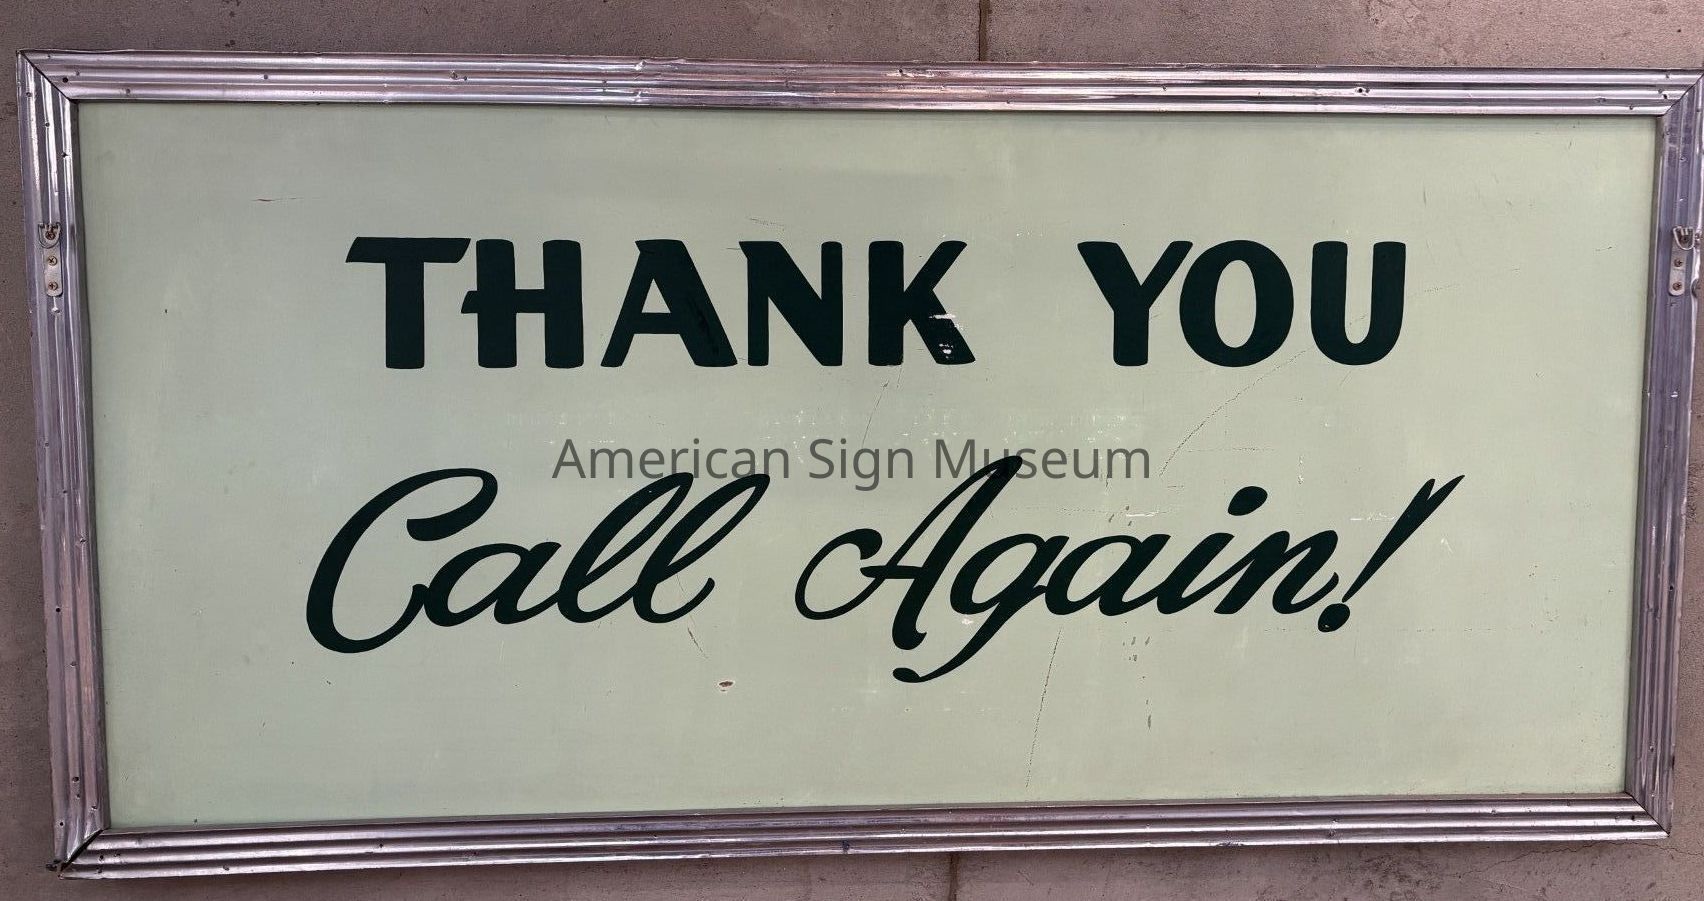 THANK YOU
American Sign Museum
Call Again!